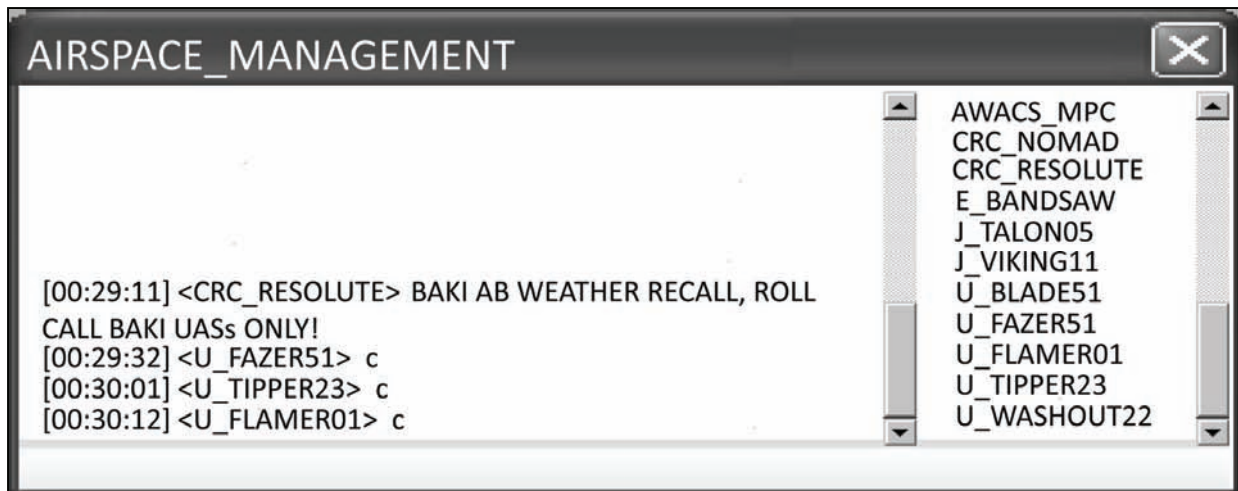 AIRSPACE_MANAGEMENT
[00:29:11] <CRC_RESOLUTE> BAKI AB WEATHER RECALL, ROLL
CALL BAKI UASs ONLY!
[00:29:32] <U_FAZER51> c
[00:30:01] <U_TIPPER23> c
[00:30:12] <U_FLAMER01> c
AWACS_MPC
CRC_NOMAD
CRC_RESOLUTE
E_BANDSAW
J_TALON05
J_VIKING11
U_BLADE51
U_FAZER51
U_FLAMER01
U_TIPPER23
U_WASHOUT22